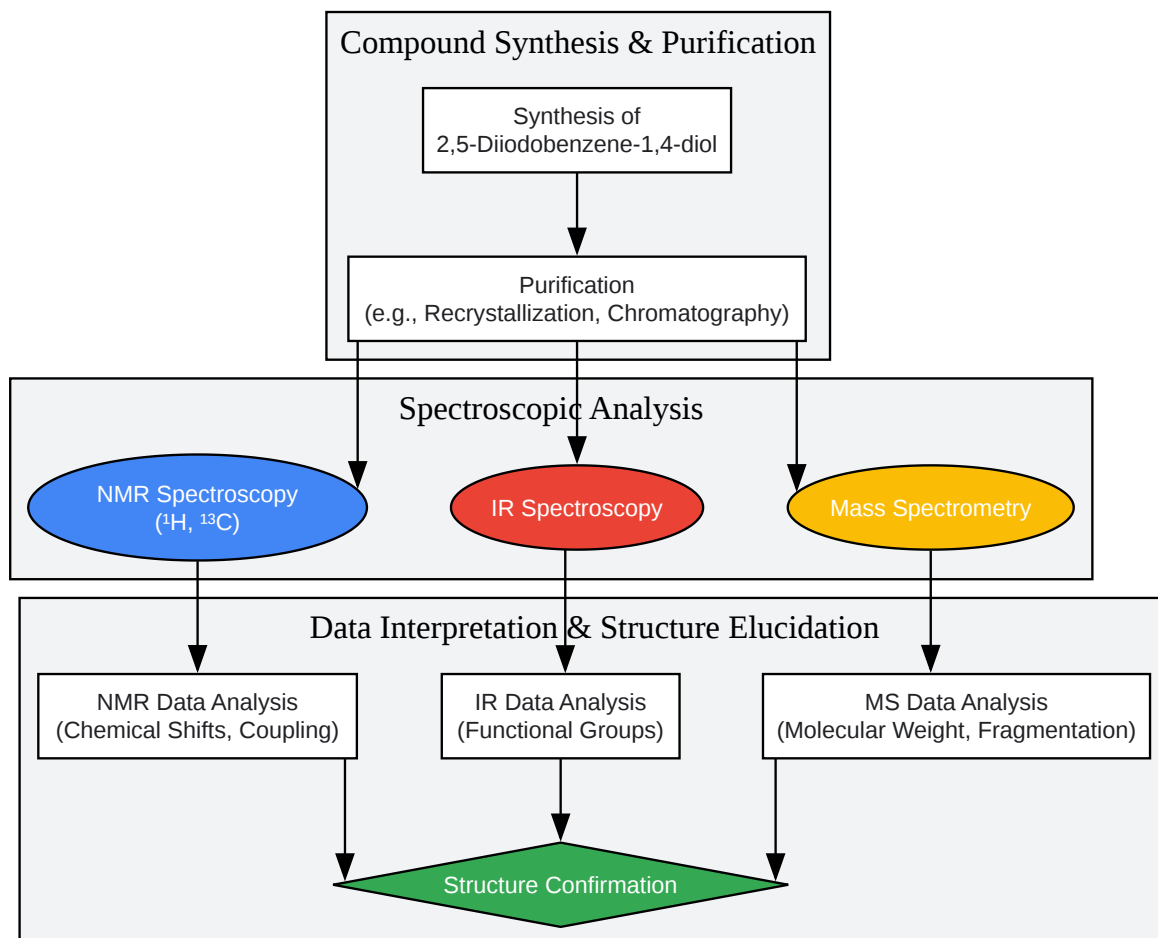 Compound Synthesis & Purification
Synthesis of
2,5-Diiodobenzene-1,4-diol
Purification
(e.g., Recrystallization, Chromatography)
Spectroscopic Analysis
NMR Spectroscopy
(¹H, ¹³C)
IR Spectroscopy
Mass Spectrometry
Data Interpretation & Structure Elucidation
NMR Data Analysis
(Chemical Shifts, Coupling)
IR Data Analysis
(Functional Groups)
MS Data Analysis
(Molecular Weight, Fragmentation)
Structure Confirmation